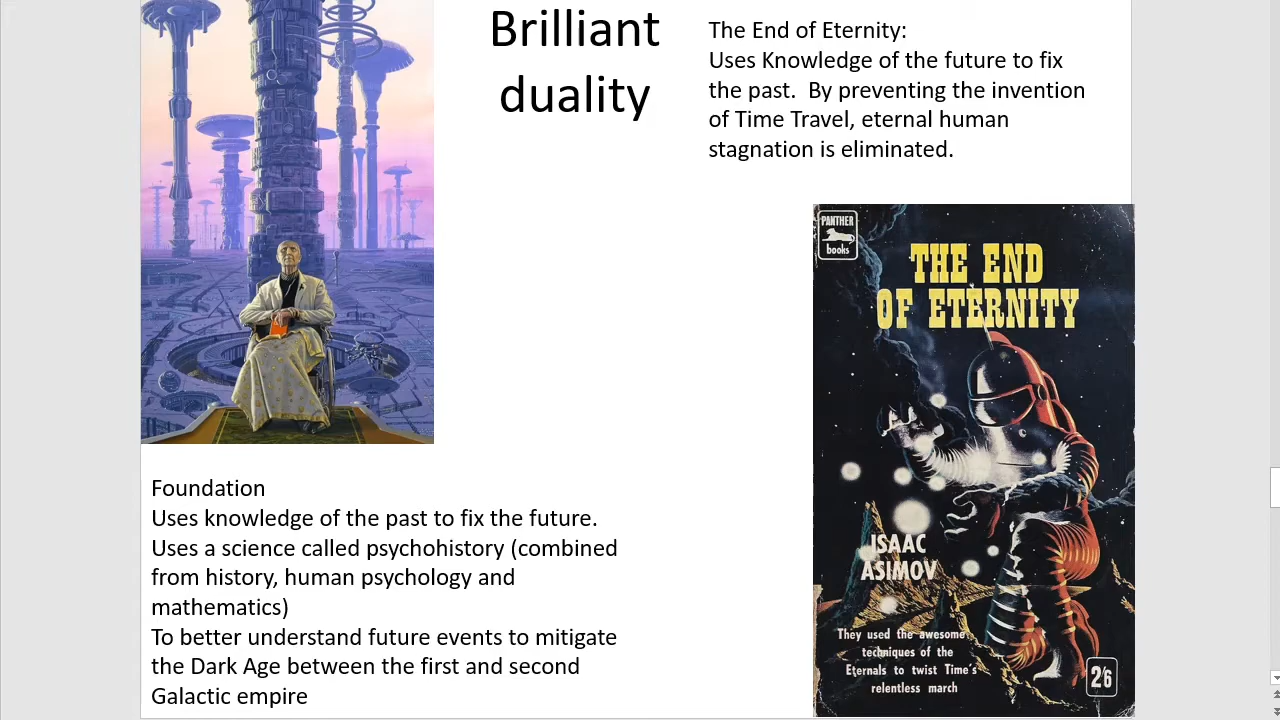 Brilliant
duality
The End of Eternity:
Uses Knowledge of the future to fix
the past.  By preventing the invention
of Time Travel, eternal human
stagnation is eliminated.
PANTHER
books
THE END
OF ETERNITY
ISAAC
ASIMOV
They used the awesome
techniques of the
Eternals to twist Time's
relentless march
2/6
Foundation
Uses knowledge of the past to fix the future.
Uses a science called psychohistory (combined
from history, human psychology and
mathematics)
To better understand future events to mitigate
the Dark Age between the first and second
Galactic empire